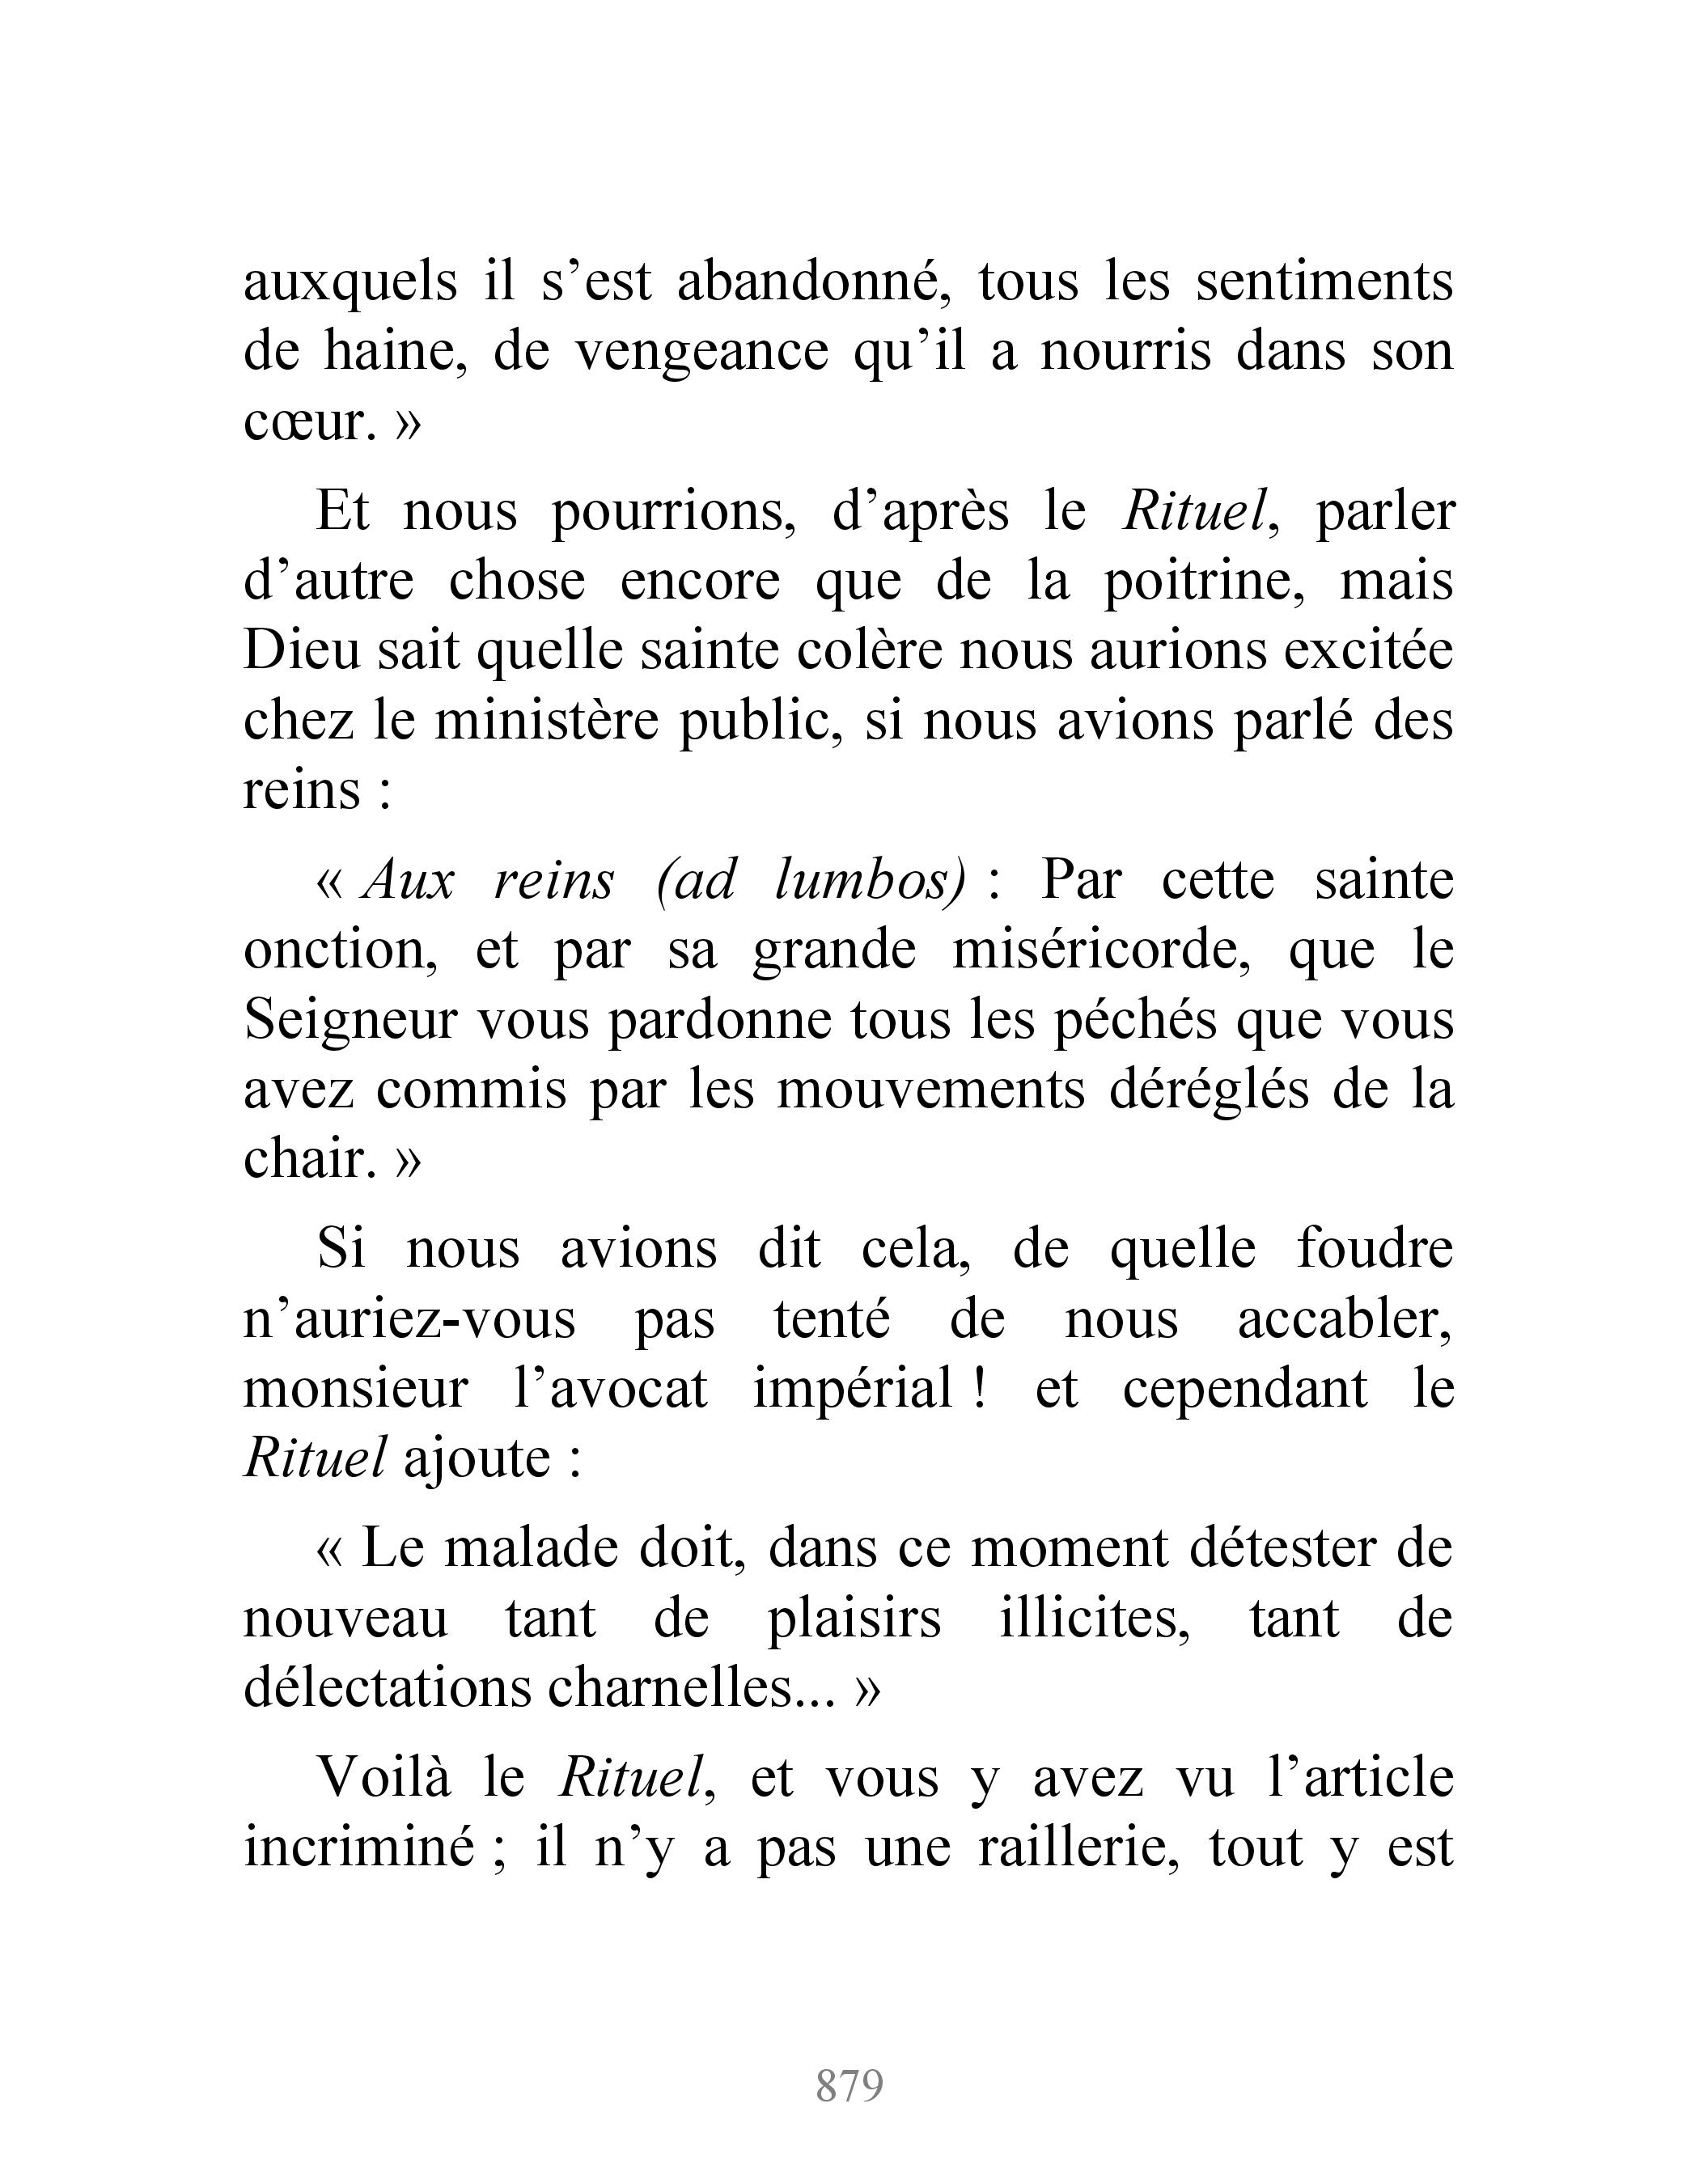 auxquels il s’est abandonné, tous les sentiments
de haine, de vengeance qu’il a nourris dans son
cœur. »
Et nous pourrions, d’après le Rituel, parler
d’autre chose encore que de la poitrine, mais
Dieu sait quelle sainte colère nous aurions excitée
chez le ministère public, si nous avions parlé des
reins :
« Aux reins (ad lumbos) : Par cette sainte
onction, et par sa grande miséricorde, que le
Seigneur vous pardonne tous les péchés que vous
avez commis par les mouvements déréglés de la
chair. »
Si nous avions dit cela, de quelle foudre
n’auriez-vous pas tenté de nous accabler,
monsieur l’avocat impérial ! et cependant le
Rituel ajoute :
« Le malade doit, dans ce moment détester de
nouveau tant de plaisirs illicites, tant de
délectations charnelles... »
Voilà le Rituel, et vous y avez vu l’article
incriminé ; il n’y a pas une raillerie, tout y est
879